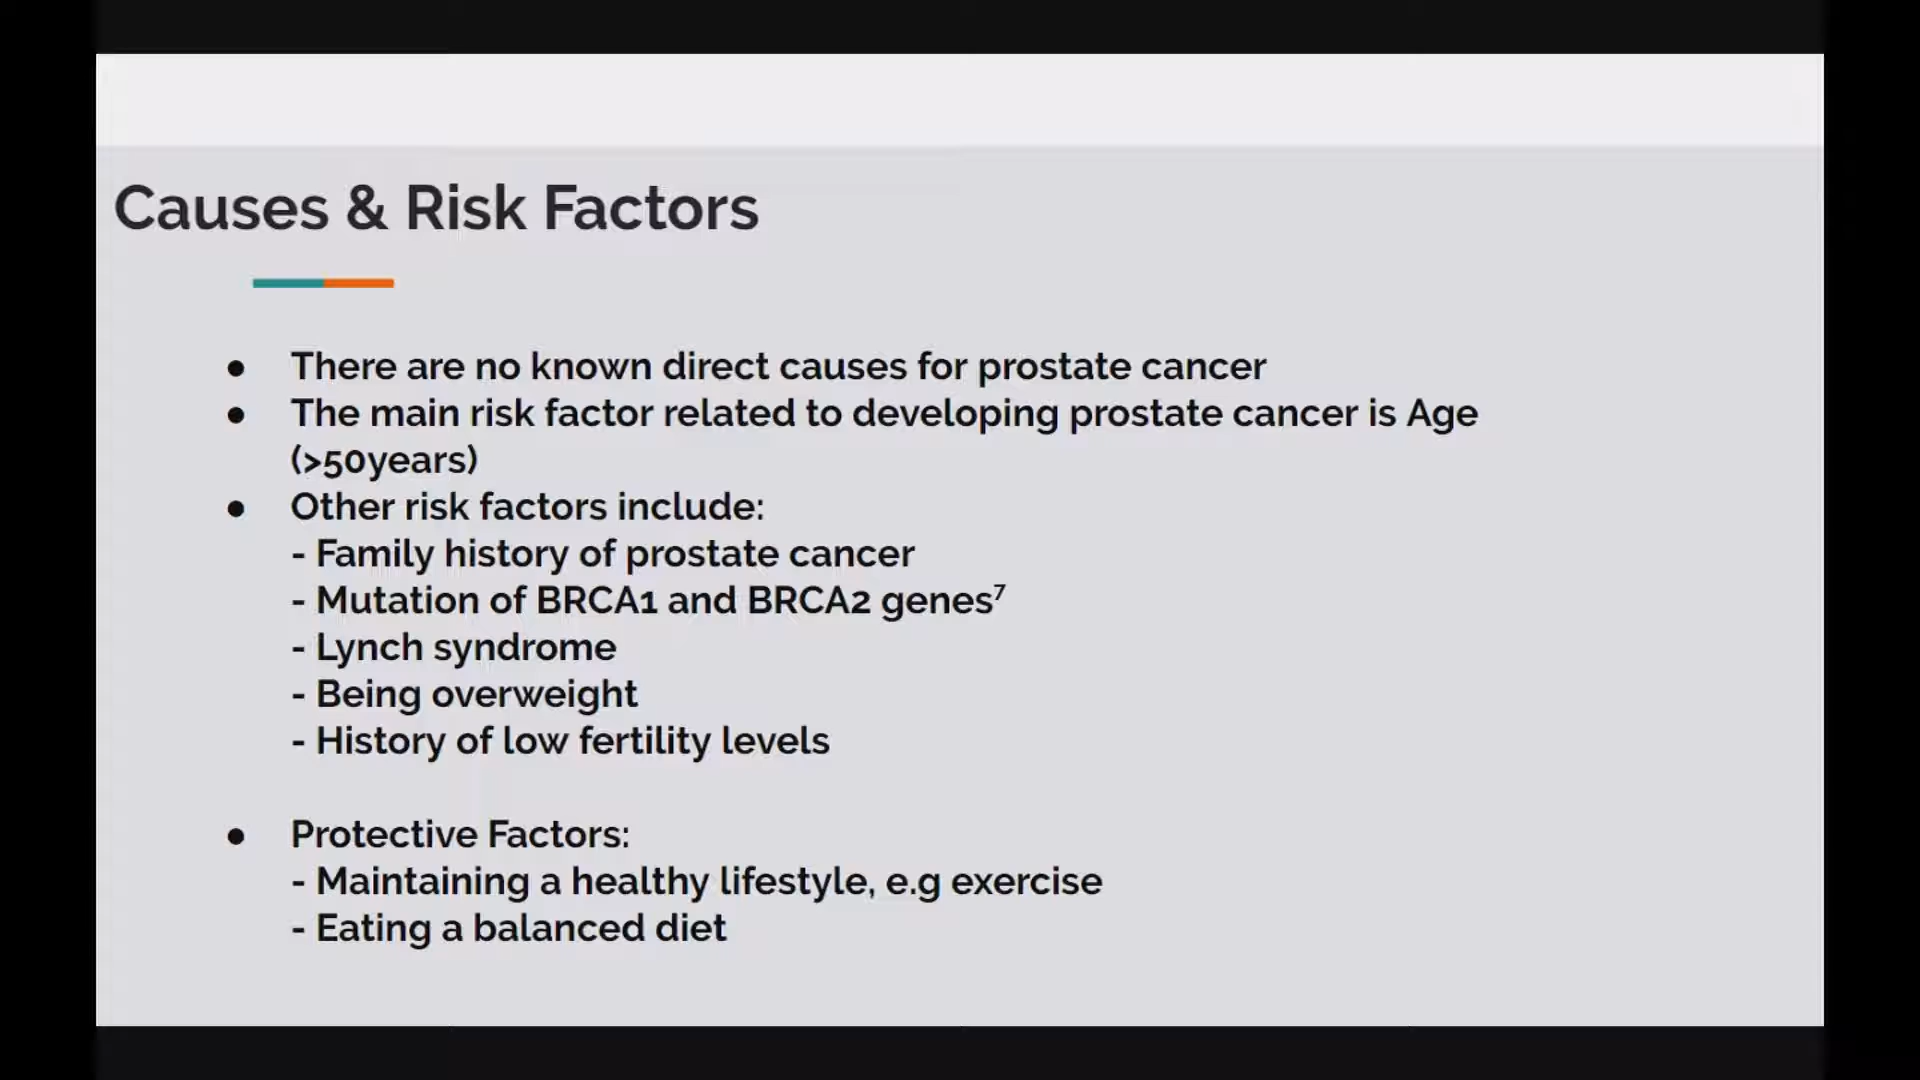 Causes & Risk Factors
● There are no known direct causes for prostate cancer
● The main risk factor related to developing prostate cancer is Age
(>50years)
● Other risk factors include:
- Family history of prostate cancer
- Mutation of BRCA1 and BRCA2 genes⁷
- Lynch syndrome
- Being overweight
- History of low fertility levels
● Protective Factors:
- Maintaining a healthy lifestyle, e.g exercise
- Eating a balanced diet